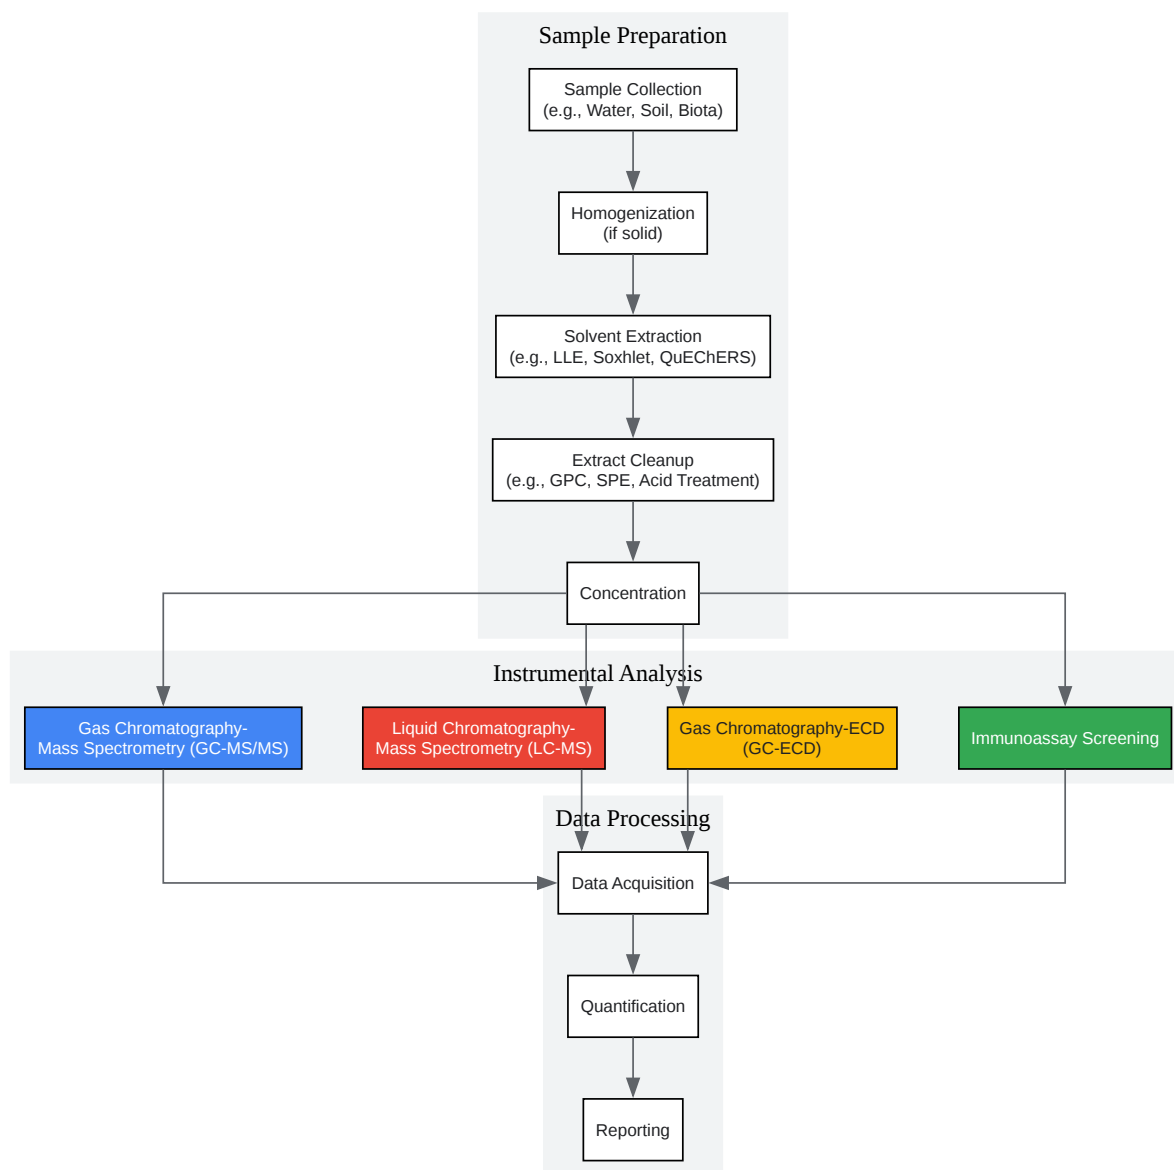 Sample Preparation
Sample Collection
(e.g., Water, Soil, Biota)
Homogenization
(if solid)
Solvent Extraction
(e.g., LLE, Soxhlet, QuEChERS)
Extract Cleanup
(e.g., GPC, SPE, Acid Treatment)
Concentration
Instrumental Analysis
Gas Chromatography-
Mass Spectrometry (GC-MS/MS)
Liquid Chromatography-
Mass Spectrometry (LC-MS)
Gas Chromatography-ECD
(GC-ECD)
Immunoassay Screening
Data Processing
Data Acquisition
Quantification
Reporting